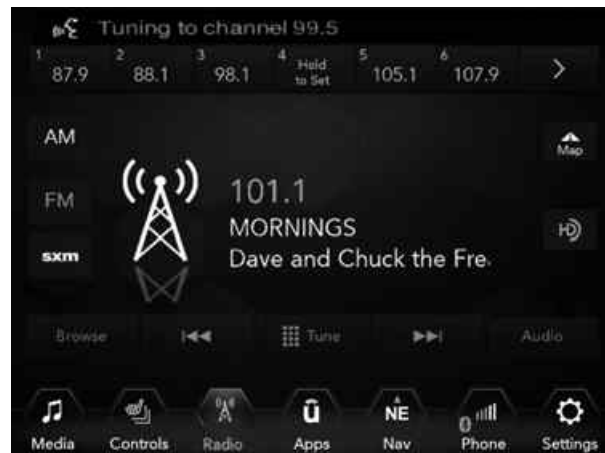 Tuning to channel 99.5
1 87.9
2 88.1
3 98.1
4 Hold to Set
5 105.1
6 107.9
AM
Map
FM
101.1
MORNINGS
HD
sxm
Dave and Chuck the Fre
Browse
Tune
Audio
û
NE
Media
Controls
Radio
Apps
Nav
Phone
Settings